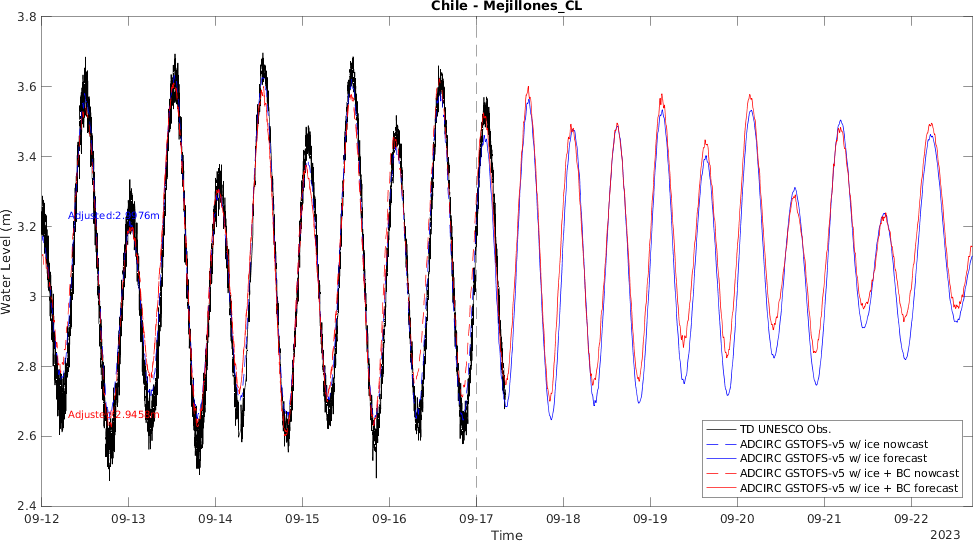 Chile - Mejillones_CL
3.8
3.6
3.4
3.2
3
2.8
2.6
2.4
Water Level (m)
Adjusted:
Adjusted:
TD UNESCO Obs.
ADCIRC GSTOFS-v5 w/ ice nowcast
ADCIRC GSTOFS-v5 w/ ice forecast
ADCIRC GSTOFS-v5 w/ ice + BC nowcast
ADCIRC GSTOFS-v5 w/ ice + BC forecast
09-12 09-13 09-14 09-15 09-16 09-17 09-18 09-19 09-20 09-21 09-22
Time
2023